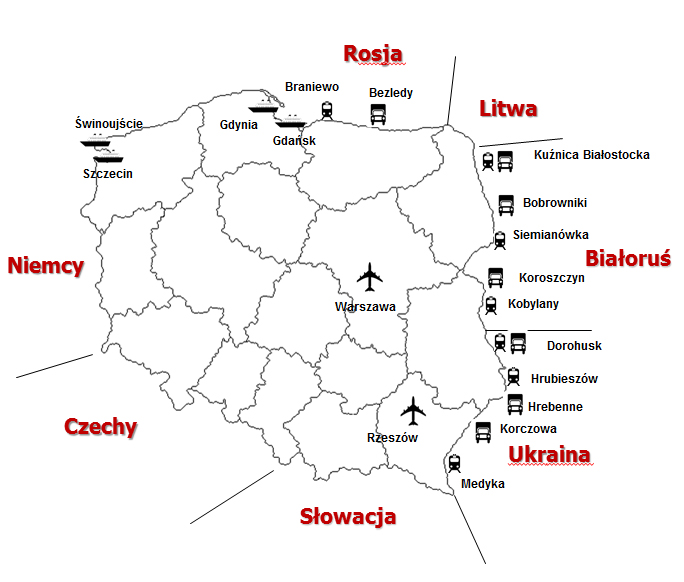 Rosja
Braniewo
Bezledy
Litwa
Świnoujście
Gdynia
Gdańsk
Kuźnica Białostocka
Szczecin
Bobrowniki
Siemianówka
Białoruś
Niemcy
Koroszczyn
Warszawa
Kobylany
Dorohusk
Hrubieszów
Hrebenne
Czechy
Rzeszów
Korczowa
Ukraina
Medyka
Słowacja